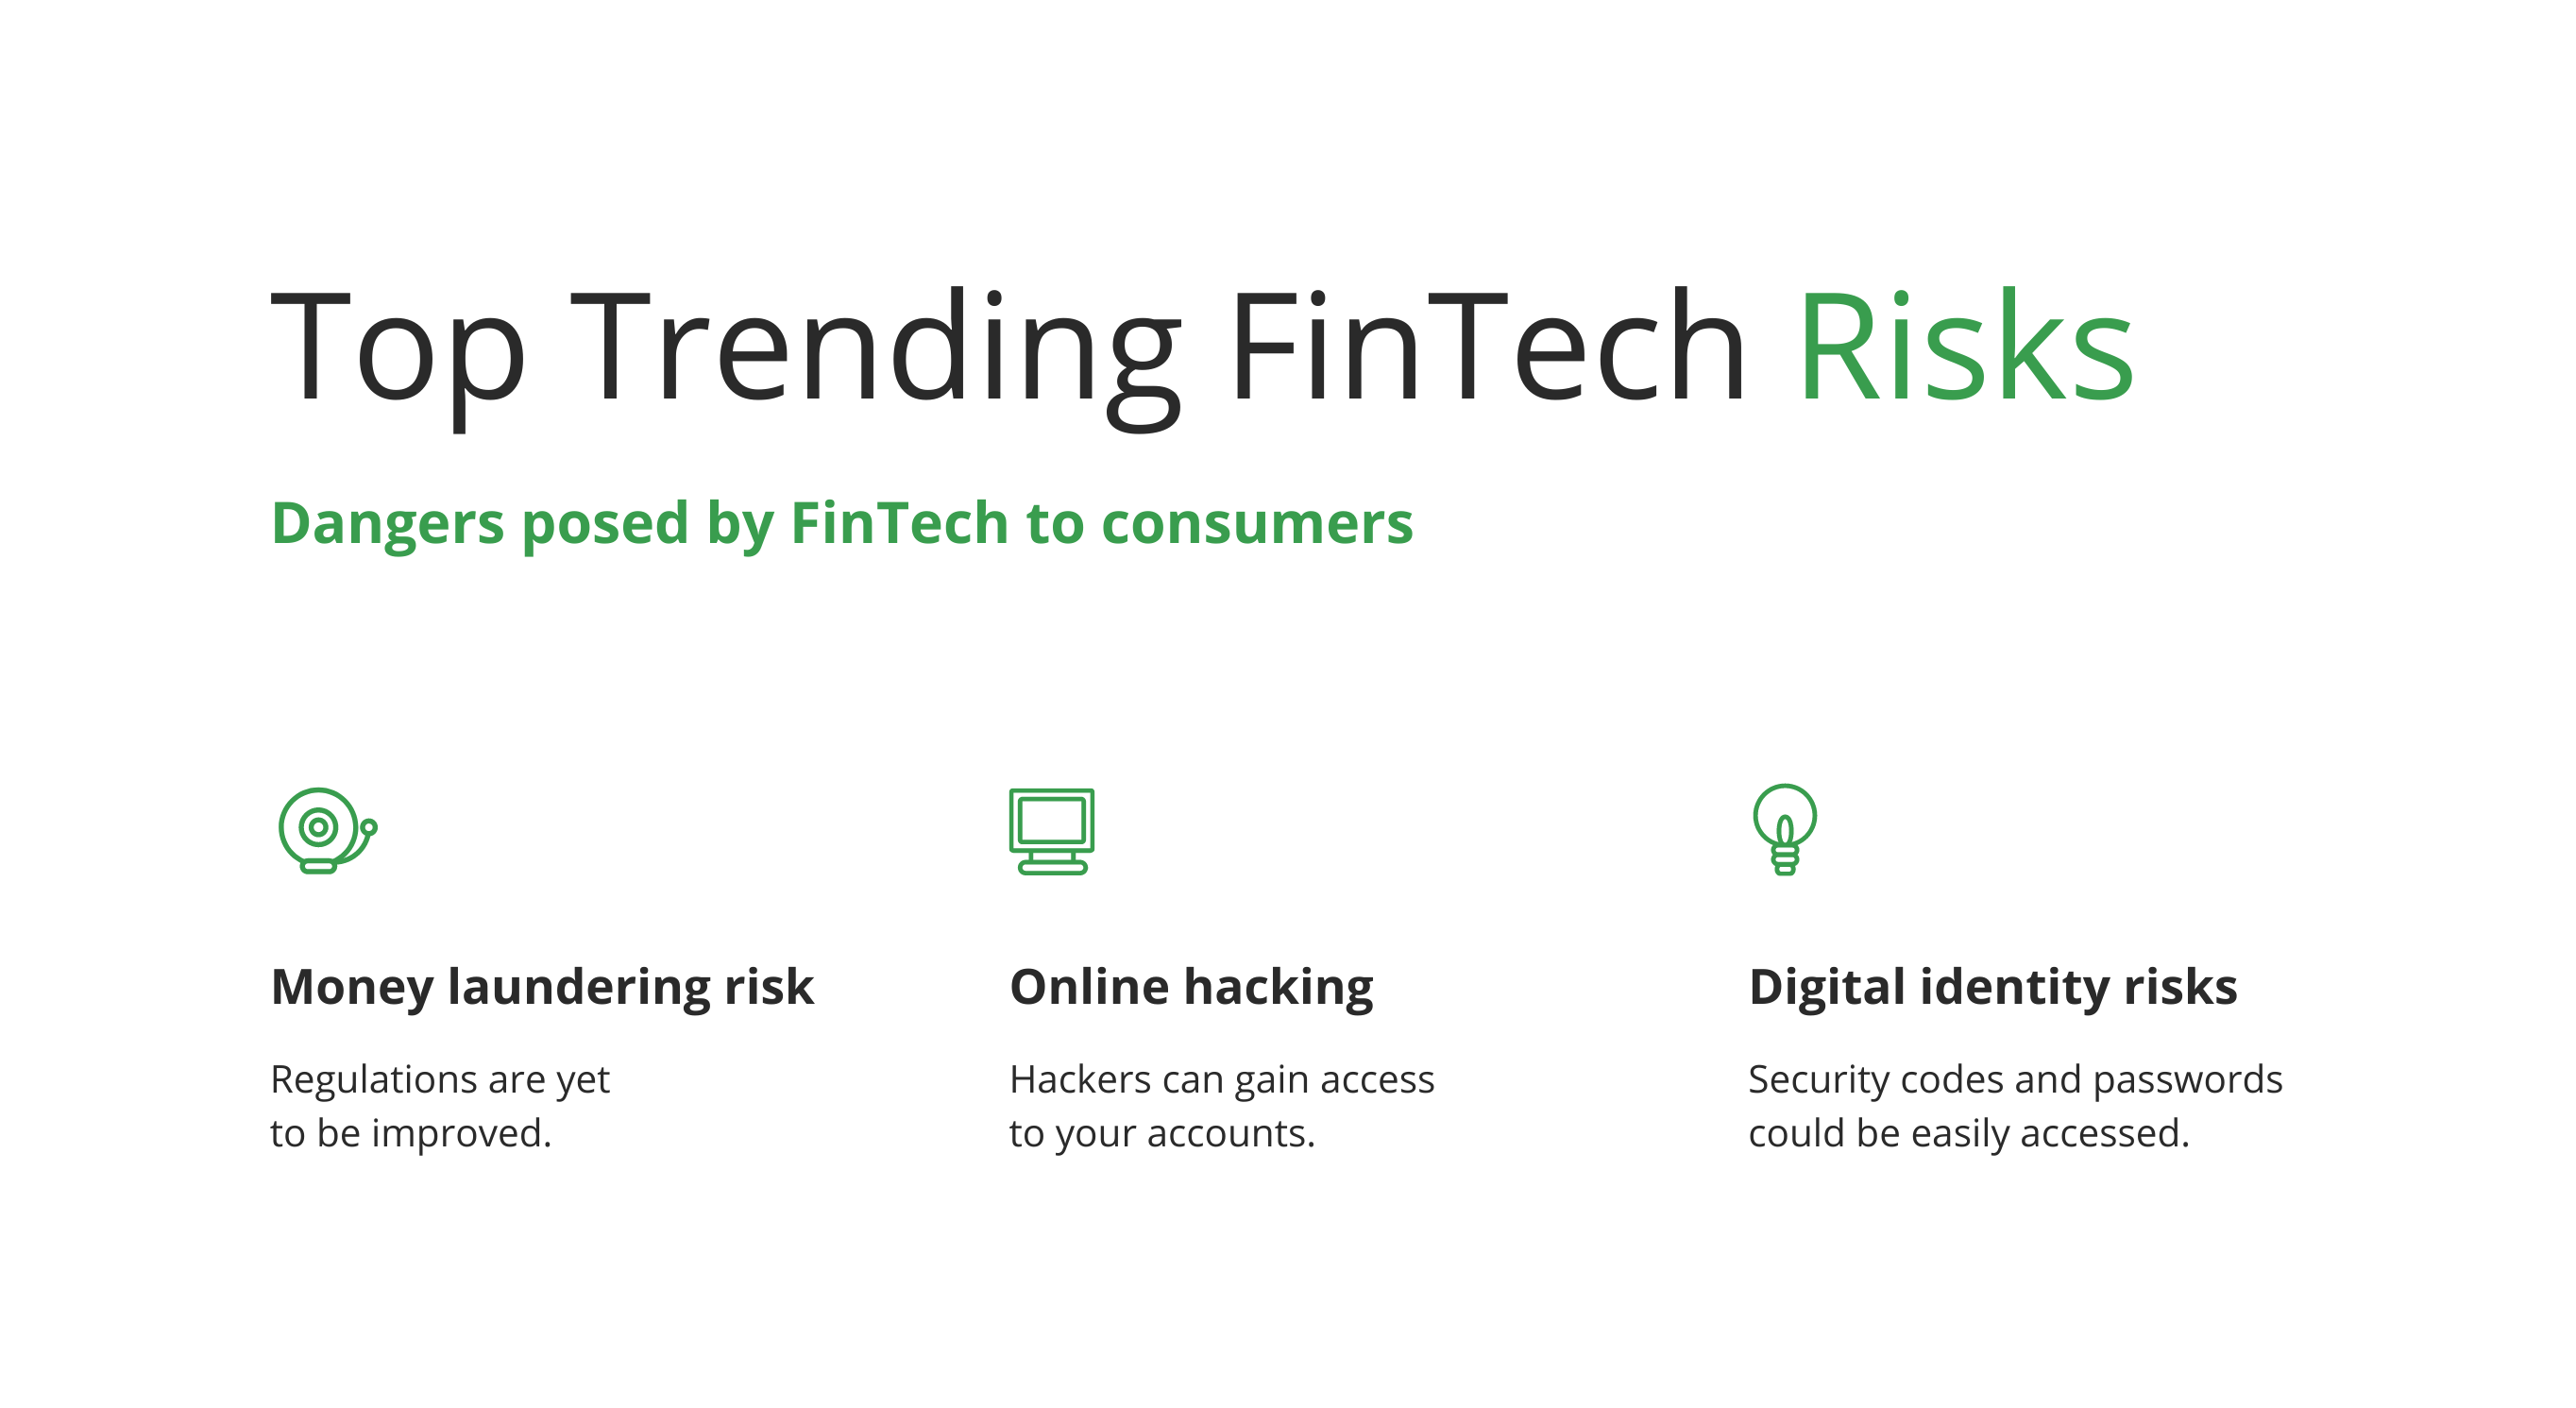 Top Trending FinTech Risks
Dangers posed by FinTech to consumers
Money laundering risk
Regulations are yet
to be improved.
Online hacking
Hackers can gain access
to your accounts.
Digital identity risks
Security codes and passwords
could be easily accessed.